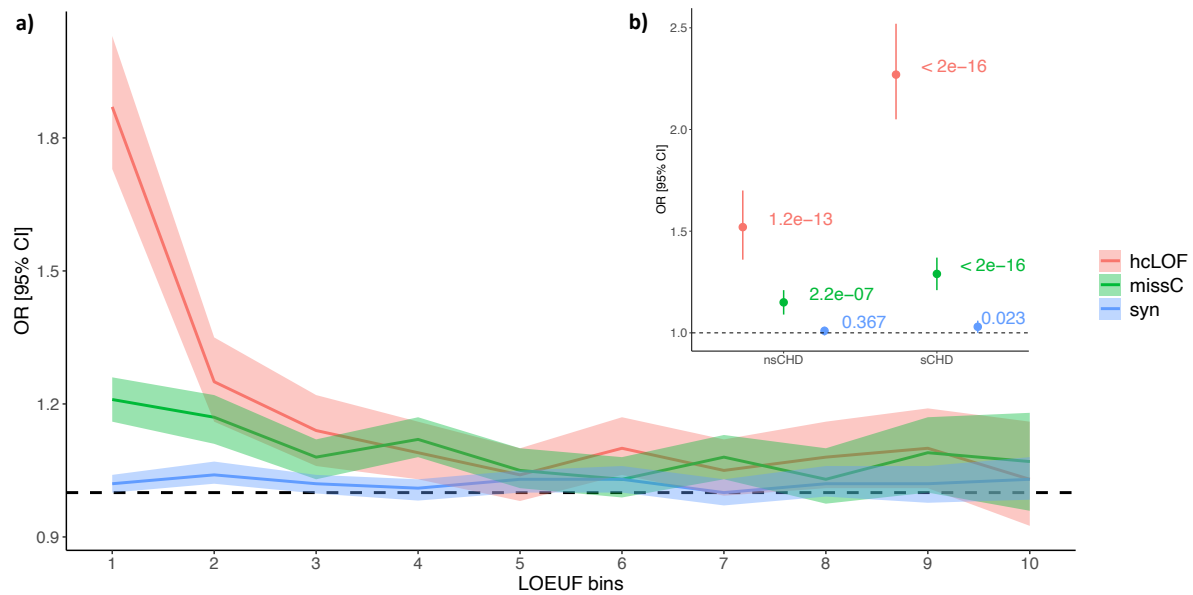 a)
OR [95% CI]
1.8
1.5
1.2
0.9
1 2 3 4 5 6 7 8 9 10
LOEUF bins
b)
OR [95% CI]
2.5
2.0
1.5
1.0
< 2e−16
1.2e−13
< 2e−16
2.2e−07
0.367
0.023
nsCHD sCHD
hcLOF
missC
syn